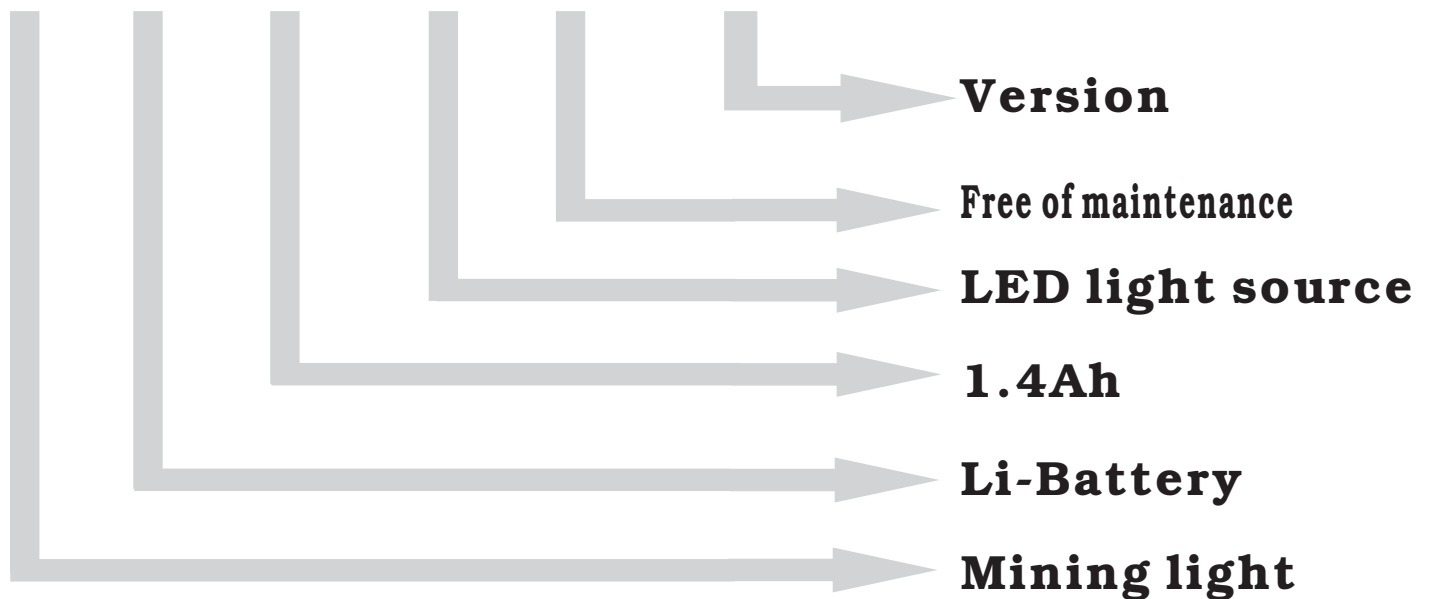 Version
Free of maintenance
LED light source
1.4Ah
Li-Battery
Mining light